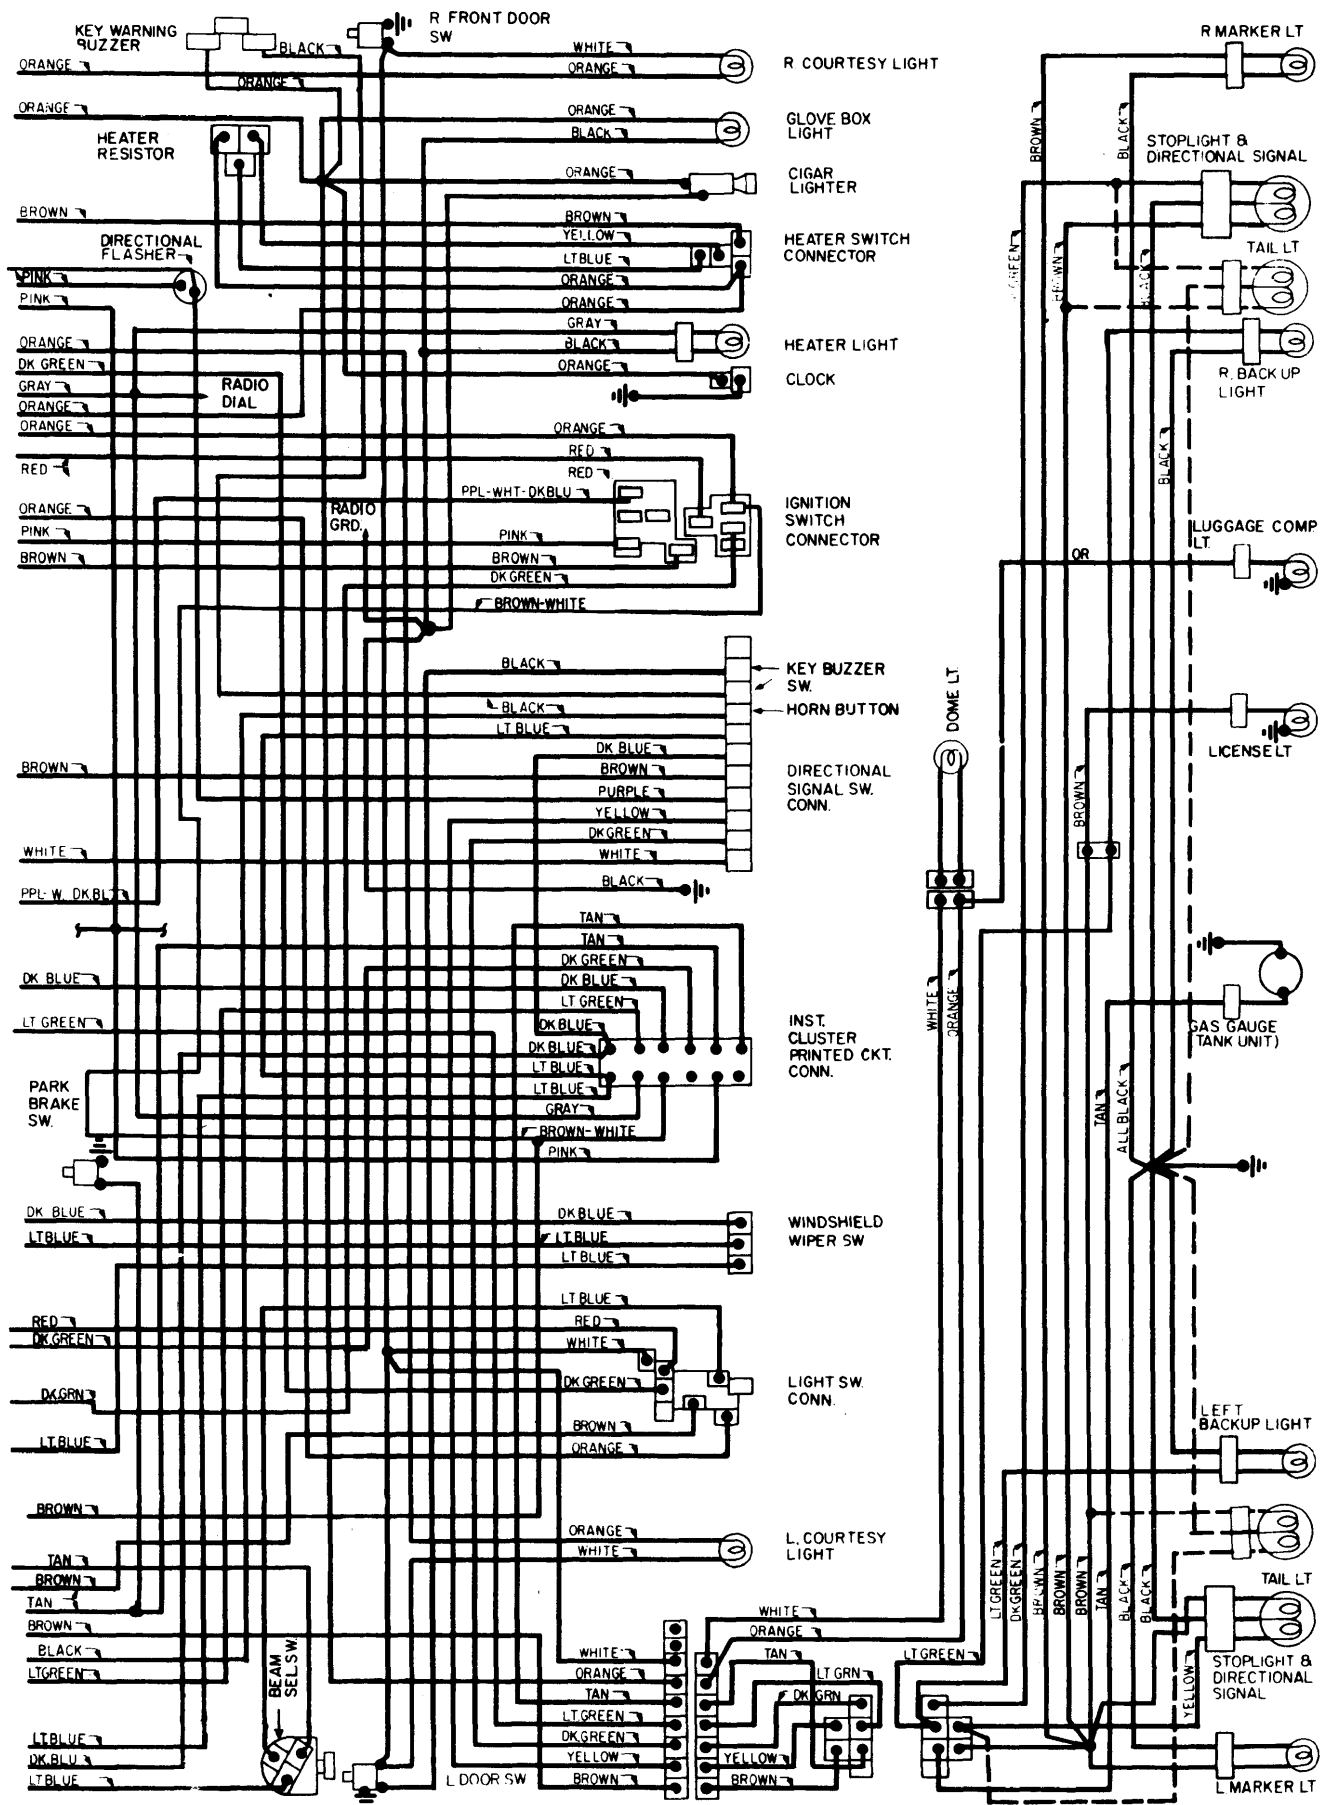 KEY WARNING
BUZZER
BLACK
ORANGE
ORANGE
R FRONT DOOR
SW
WHITE
ORANGE
R COURTESY LIGHT
R MARKER LT
ORANGE
HEATER
RESISTOR
ORANGE
BLACK
GLOVE BOX
LIGHT
BROWN
BLACK
STOPLIGHT &
DIRECTIONAL SIGNAL
ORANGE
CIGAR
LIGHTER
BROWN
DIRECTIONAL
FLASHER
BROWN
YELLOW
LT BLUE
ORANGE
ORANGE
HEATER SWITCH
CONNECTOR
TAIL LT
PINK
PINK
GREEN
BLACK
GRAY
BLACK
ORANGE
HEATER LIGHT
CLOCK
R, BACK UP
LIGHT
ORANGE
DK GREEN
GRAY
ORANGE
ORANGE
RADIO
DIAL
ORANGE
RED
RED
RED
PPL-WHT-DKBLU
BLACK
RADIO
GRD.
IGNITION
SWITCH
CONNECTOR
LUGGAGE COMP
LT.
OR
ORANGE
PINK
BROWN
PINK
BROWN
DK GREEN
BROWN-WHITE
BLACK
KEY BUZZER
SW.
BLACK
HORN BUTTON
LT BLUE
DK BLUE
BROWN
PURPLE
YELLOW
DKGREEN
WHITE
BLACK
DIRECTIONAL
SIGNAL SW.
CONN.
DOME LT.
LICENSE LT
BROWN
BROWN
WHITE
PPL-W. DK.BL
TAN
TAN
DK GREEN
DK BLUE
LT GREEN
DK BLUE
DK BLUE
LT BLUE
LT BLUE
GRAY
BROWN-WHITE
PINK
INST.
CLUSTER
PRINTED CKT.
CONN.
WHITE
ORANGE
GAS GAUGE
TANK UNIT)
TAN
ALL BLACK
DK BLUE
LT GREEN
PARK
BRAKE
SW.
DK BLUE
LT.BLUE
DK BLUE
LT.BLUE
LT.BLUE
WINDSHIELD
WIPER SW
RED
DK.GREEN
DK.GRN
LT.BLUE
LT BLUE
RED
WHITE
DK GREEN
BROWN
ORANGE
LIGHT SW.
CONN.
LEFT
BACKUP LIGHT
BROWN
TAN
BROWN
TAN
BROWN
BLACK
LTGREEN
BEAM
SEL.SW.
ORANGE
WHITE
L. COURTESY
LIGHT
LT GREEN
DK GREEN
BROWN
BROWN
BROWN
TAN
BLACK
BLACK
TAIL LT
STOPLIGHT &
DIRECTIONAL
SIGNAL
YELLOW
WHITE
ORANGE
TAN
LT GRN
DK GRN
LT GREEN
WHITE
ORANGE
TAN
LT.GREEN
DK.GREEN
YELLOW
BROWN
YELLOW
BROWN
LT.BLUE
DK.BLU
LT BLUE
L DOOR SW
L.MARKER LT